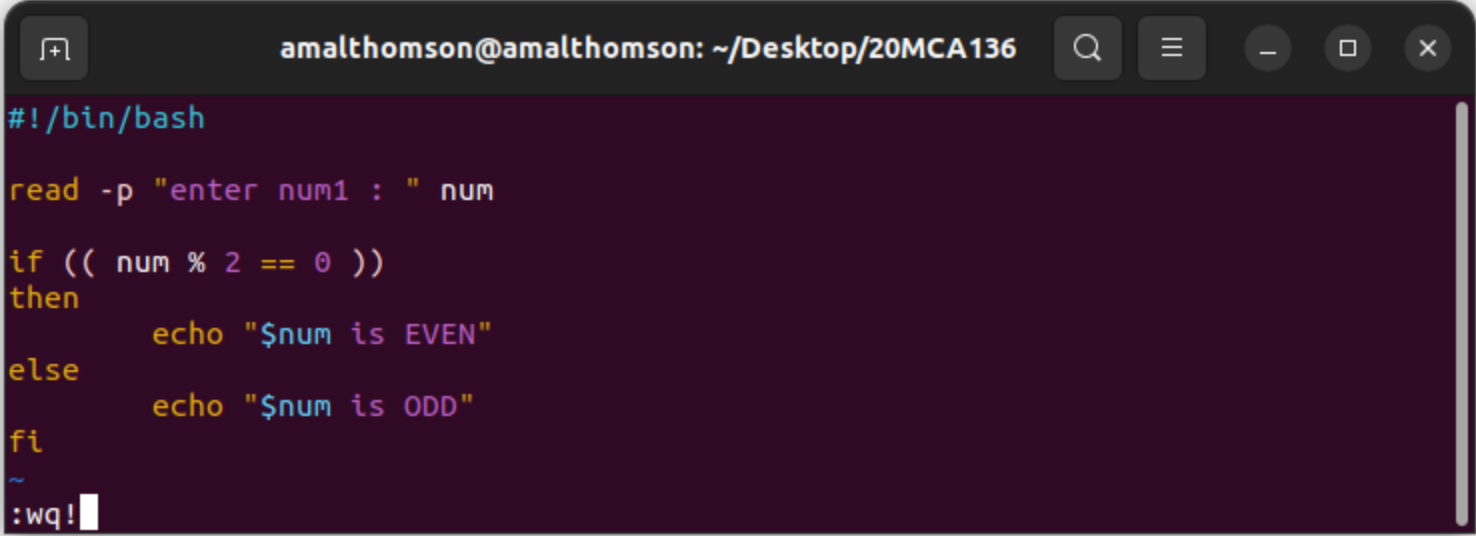 amalthomson@amalthomson: ~/Desktop/20MCA136
#!/bin/bash
read -p "enter num1 : " num
if (( num % 2 == 0 ))
then
        echo "$num is EVEN"
else
        echo "$num is ODD"
fi
~
:wq!